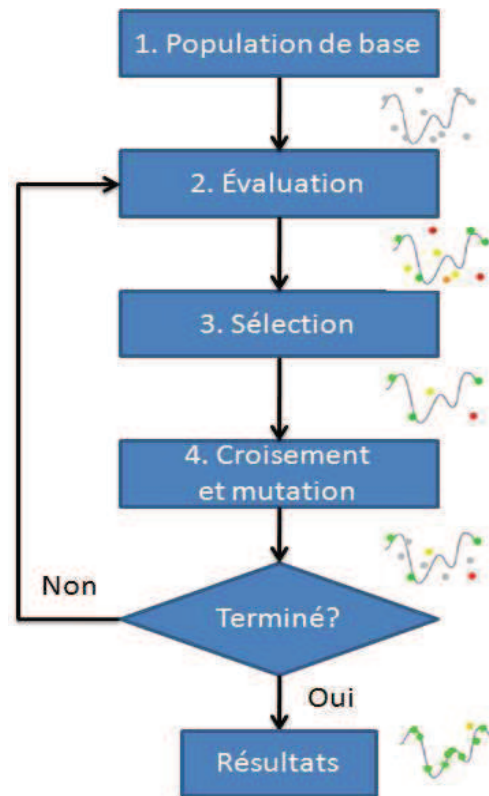 1. Population de base
2. Évaluation
3. Sélection
4. Croisement
et mutation
Non
Terminé?
Oui
Résultats